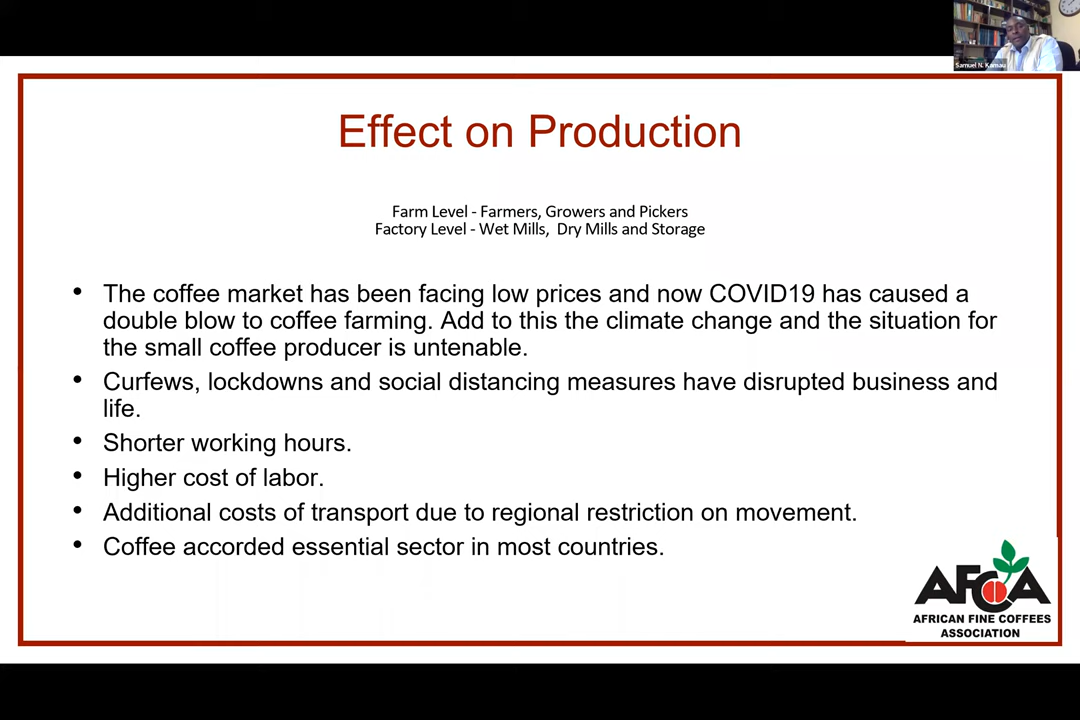 Samuel N. Kamau
Effect on Production
Farm Level - Farmers, Growers and Pickers
Factory Level - Wet Mills, Dry Mills and Storage
• The coffee market has been facing low prices and now COVID19 has caused a
double blow to coffee farming. Add to this the climate change and the situation for
the small coffee producer is untenable.
• Curfews, lockdowns and social distancing measures have disrupted business and
life.
• Shorter working hours.
• Higher cost of labor.
• Additional costs of transport due to regional restriction on movement.
• Coffee accorded essential sector in most countries.
AFCA
AFRICAN FINE COFFEES
ASSOCIATION